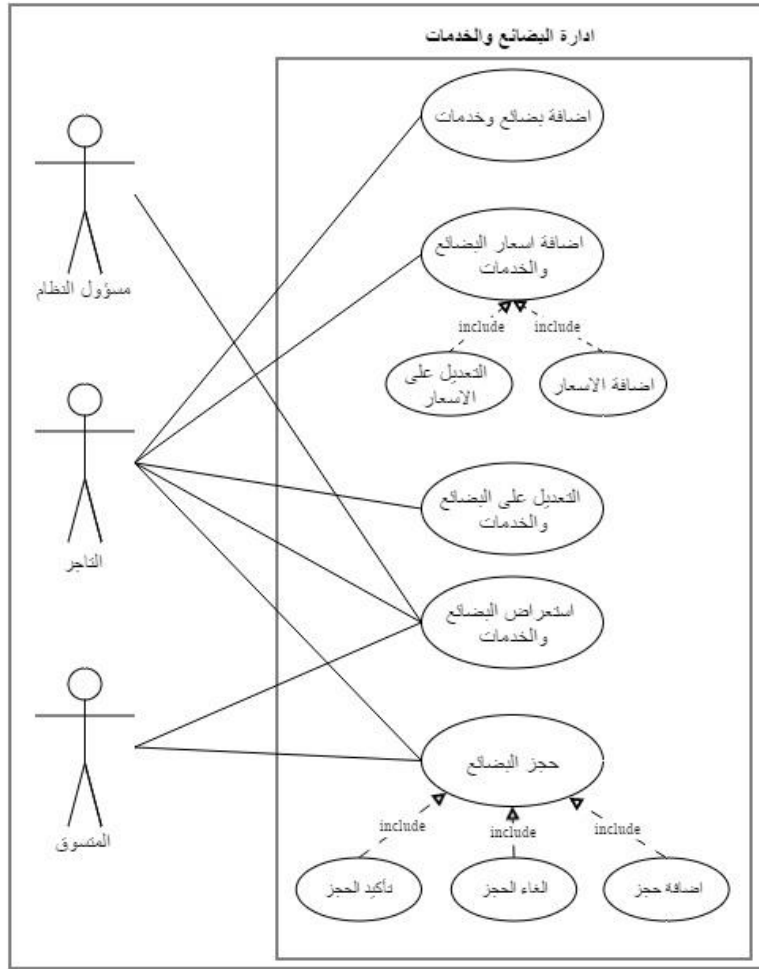 ادارة البضائع والخدمات
اضافة بضائع وخدمات
مسؤول النظام
اضافة اسعار البضائع
والخدمات
include
include
التعديل على
الاسعار
اضافة الاسعار
التاجر
التعديل على البضائع
والخدمات
استعراض البضائع
والخدمات
المتسوق
حجز البضائع
include
include
include
اضافة حجز
الغاء الحجز
تأكيد الحجز